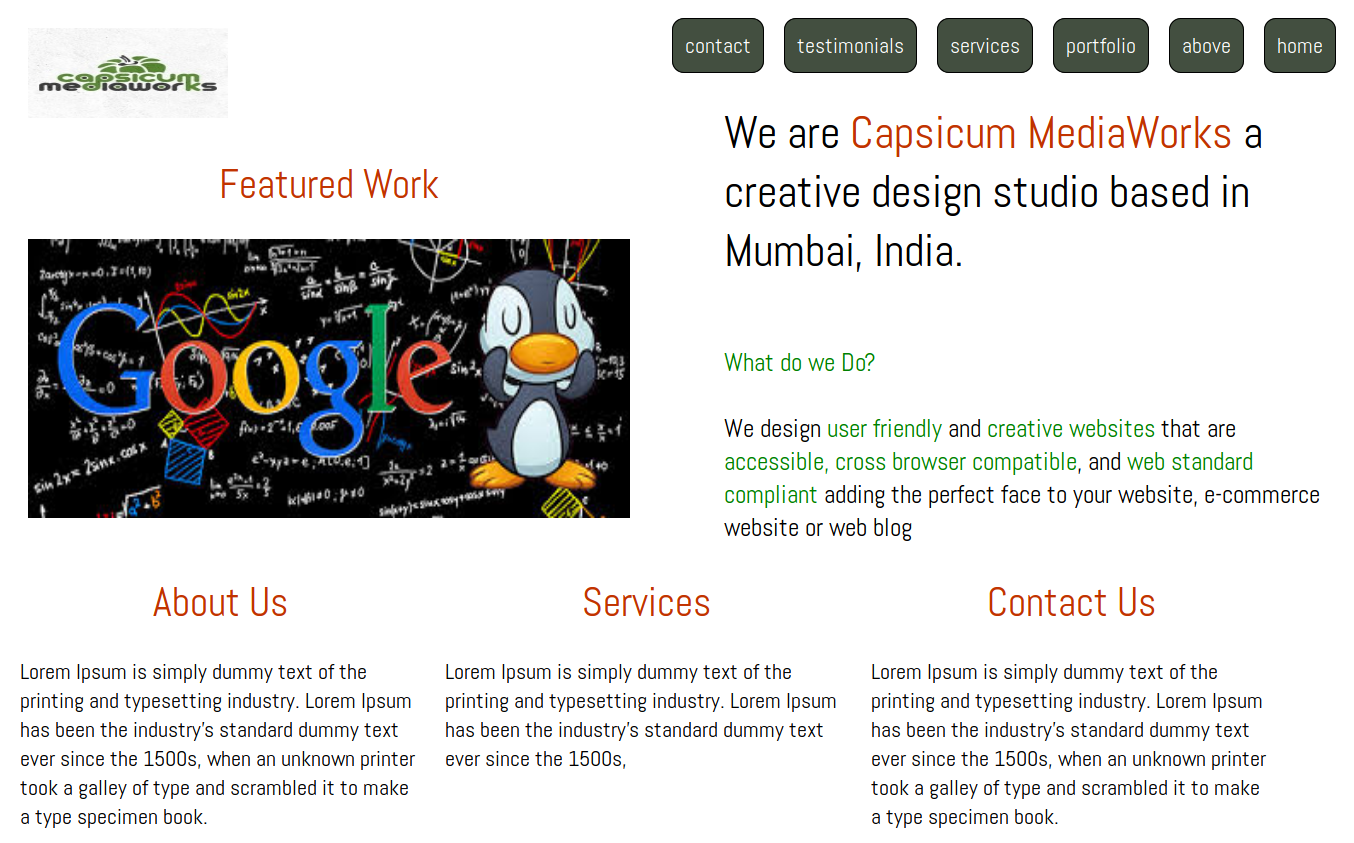 capsicum
mediaworks
contact
testimonials
services
portfolio
above
home
We are Capsicum MediaWorks a
creative design studio based in
Mumbai, India.
Featured Work
Google
What do we Do?
We design user friendly and creative websites that are
accessible, cross browser compatible, and web standard
compliant adding the perfect face to your website, e-commerce
website or web blog
About Us
Lorem Ipsum is simply dummy text of the
printing and typesetting industry. Lorem Ipsum
has been the industry's standard dummy text
ever since the 1500s, when an unknown printer
took a galley of type and scrambled it to make
a type specimen book.
Services
Lorem Ipsum is simply dummy text of the
printing and typesetting industry. Lorem Ipsum
has been the industry's standard dummy text
ever since the 1500s,
Contact Us
Lorem Ipsum is simply dummy text of the
printing and typesetting industry. Lorem Ipsum
has been the industry's standard dummy text
ever since the 1500s, when an unknown printer
took a galley of type and scrambled it to make
a type specimen book.